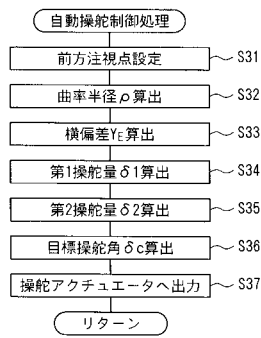 自動操舵制御処理
前方注視点設定 S31
曲率半径ρ算出 S32
横偏差YE算出 S33
第1操舵量δ1算出 S34
第2操舵量δ2算出 S35
目標操舵角δc算出 S36
操舵アクチュエータへ出力 S37
リターン